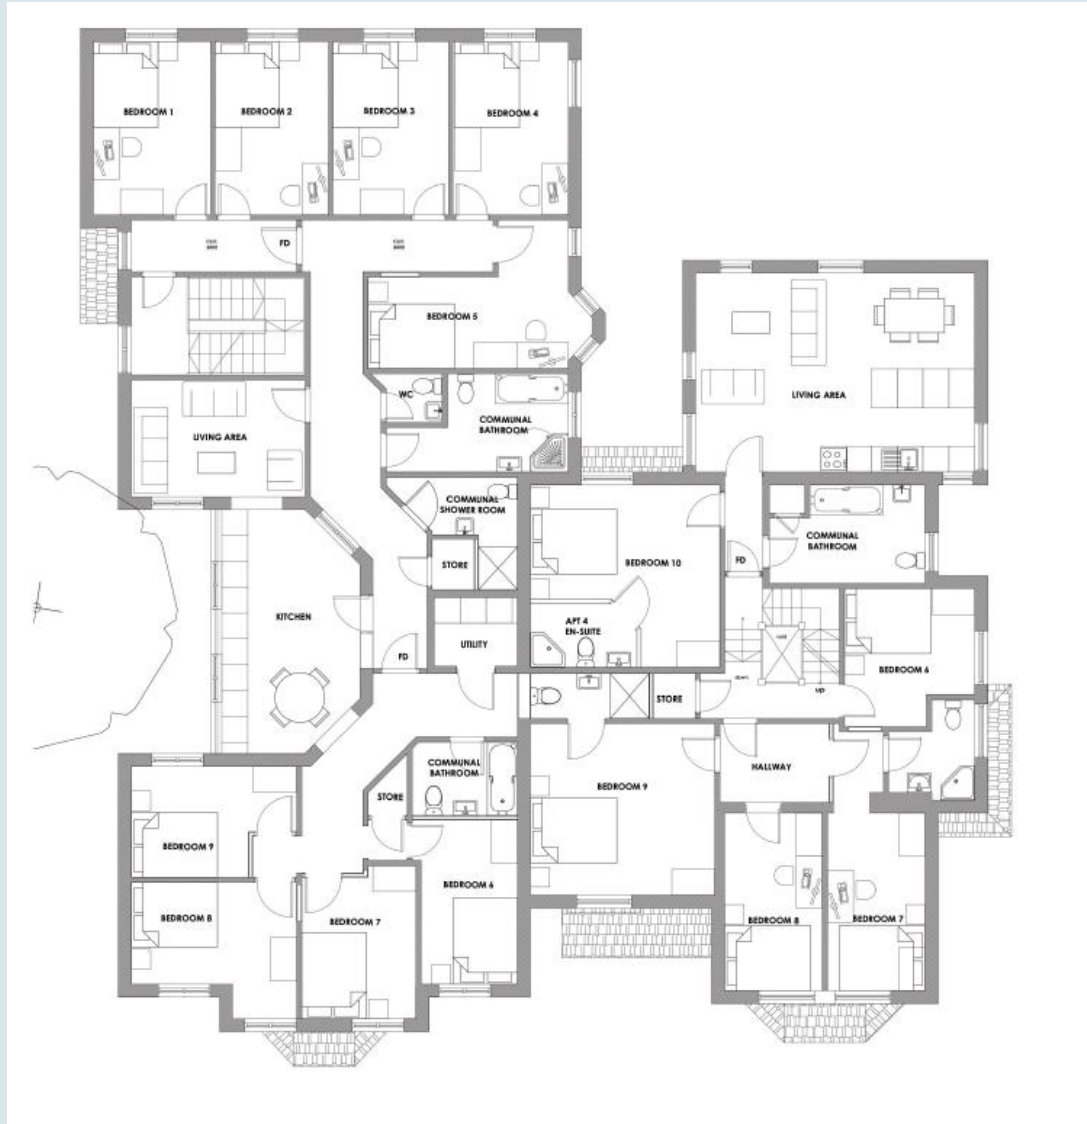 BEDROOM 1
BEDROOM 2
BEDROOM 3
BEDROOM 4
FD
BEDROOM 5
LIVING AREA
WC
COMMUNAL
BATHROOM
LIVING AREA
COMMUNAL
SHOWER ROOM
STORE
BEDROOM 10
COMMUNAL
BATHROOM
FD
KITCHEN
APT 4
EN-SUITE
UTILITY
FD
BEDROOM 6
down
up
STORE
COMMUNAL
BATHROOM
HALLWAY
STORE
BEDROOM 9
BEDROOM 9
BEDROOM 6
BEDROOM 8
BEDROOM 7
BEDROOM 8
BEDROOM 7